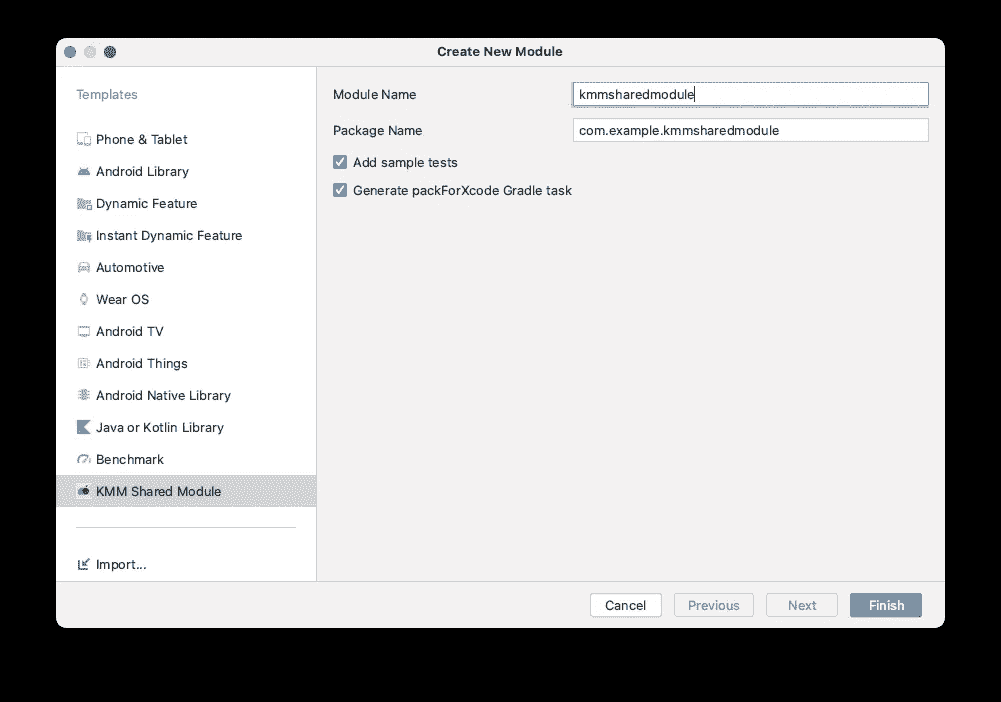 Create New Module
Templates
Phone & Tablet
Android Library
Dynamic Feature
Instant Dynamic Feature
Automotive
Wear OS
Android TV
Android Things
Android Native Library
Java or Kotlin Library
Benchmark
KMM Shared Module
Import...
Module Name kmmsharedmodule
Package Name com.example.kmmsharedmodule
Add sample tests
Generate packForXcode Gradle task
Cancel Previous Next Finish